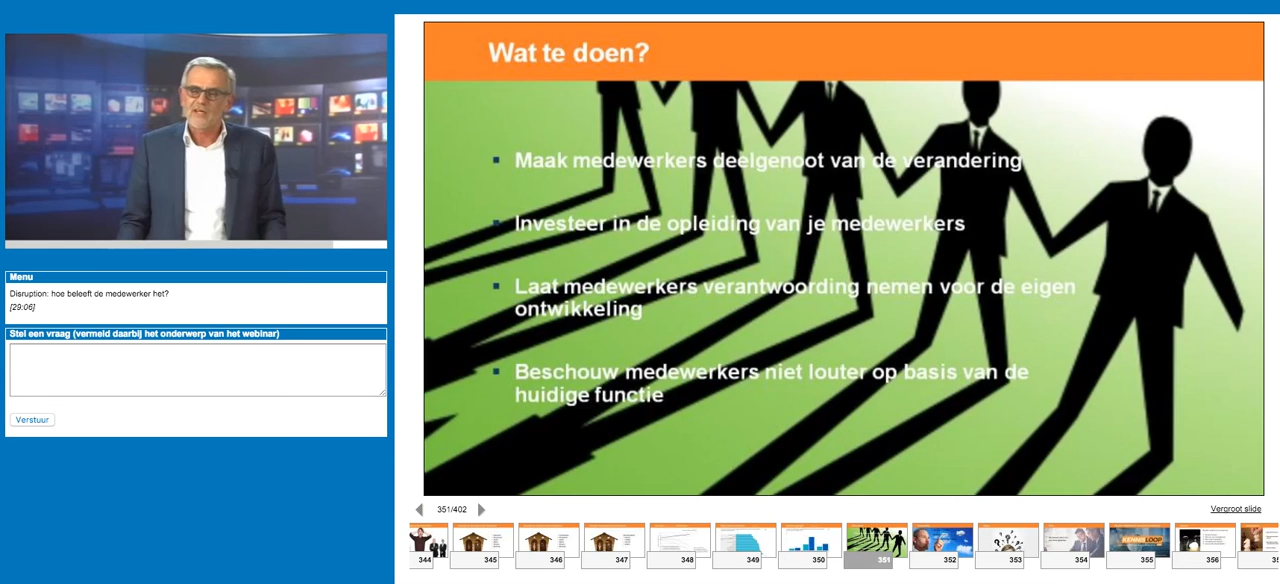 Wat te doen?
Maak medewerkers deelgenoot van de verandering
Investeer in de opleiding van je medewerkers
Laat medewerkers verantwoording nemen voor de eigen
ontwikkeling
Beschouw medewerkers niet louter op basis van de
huidige functie
Menu
Disruption: hoe beleeft de medewerker het?
[29:06]
Stel een vraag (vermeld daarbij het onderwerp van het webinar)
Verstuur
351/402
Vergroot slide
344
345
346
347
348
349
350
351
352
353
354
KENNISLOOP
355
356